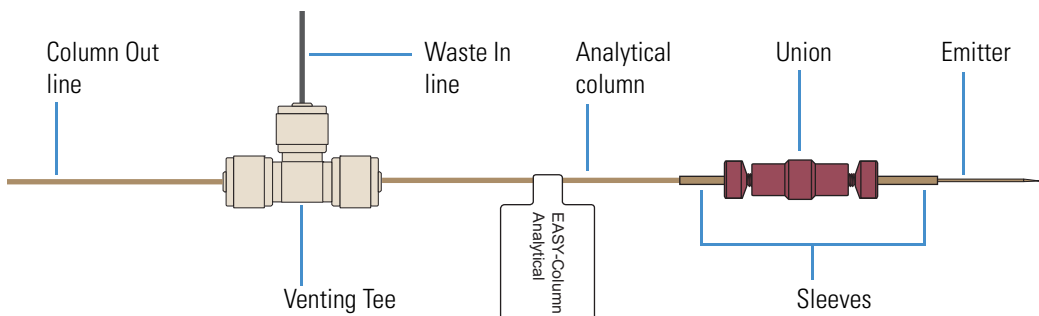 Column Out
line
Waste In
line
Analytical
column
Union
Emitter
EASY-Column
Analytical
Venting Tee
Sleeves